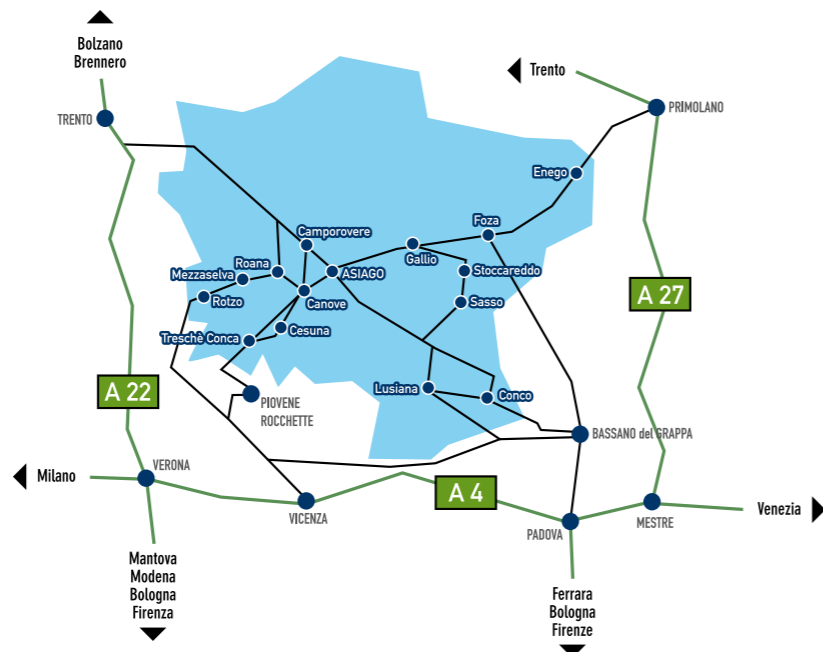 Bolzano
Brennero
Trento
TRENTO
PRIMOLANO
Enego
Foza
Camporovere
Gallio
Roana
ASIAGO
Stoccareddo
Mezzaselva
Rotzo
Canove
Sasso
A 27
Treschè Conca
Cesuna
A 22
Lusiana
Conco
PIOVENE
ROCCHETTE
BASSANO del GRAPPA
VERONA
Milano
A 4
VICENZA
PADOVA
MESTRE
Venezia
Mantova
Modena
Bologna
Firenza
Ferrara
Bologna
Firenze